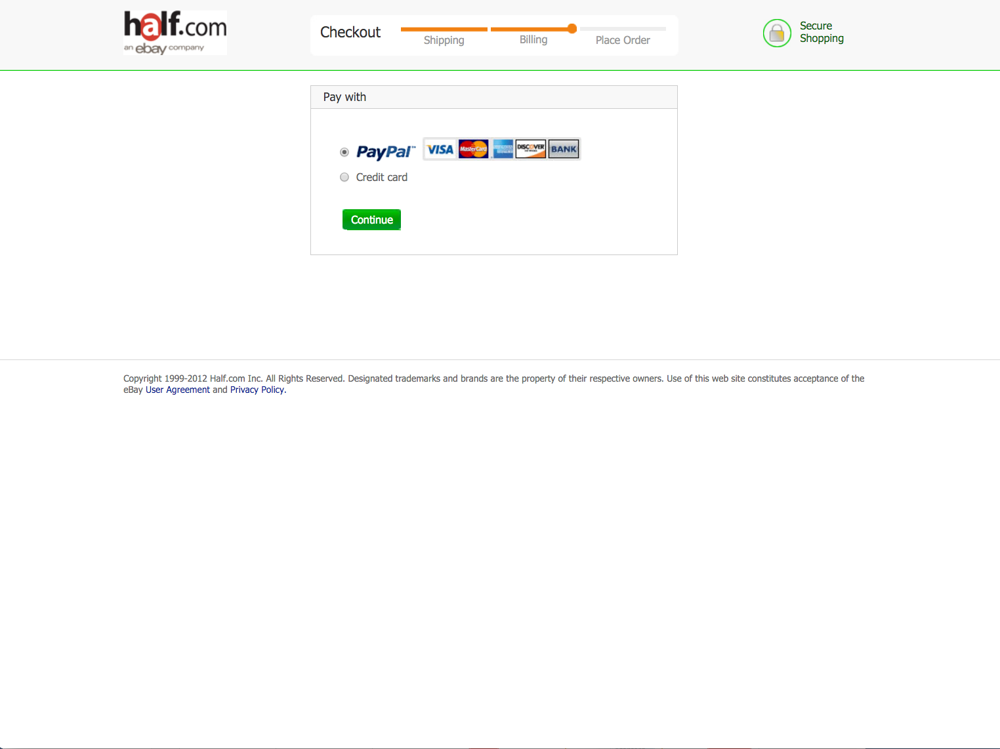 half.com
an ebay company
Checkout
Shipping
Billing
Place Order
Secure
Shopping
Pay with
PayPal™ VISA MasterCard DISCOVER BANK
Credit card
Continue
Copyright 1999-2012 Half.com Inc. All Rights Reserved. Designated trademarks and brands are the property of their respective owners. Use of this web site constitutes acceptance of the
eBay User Agreement and Privacy Policy.